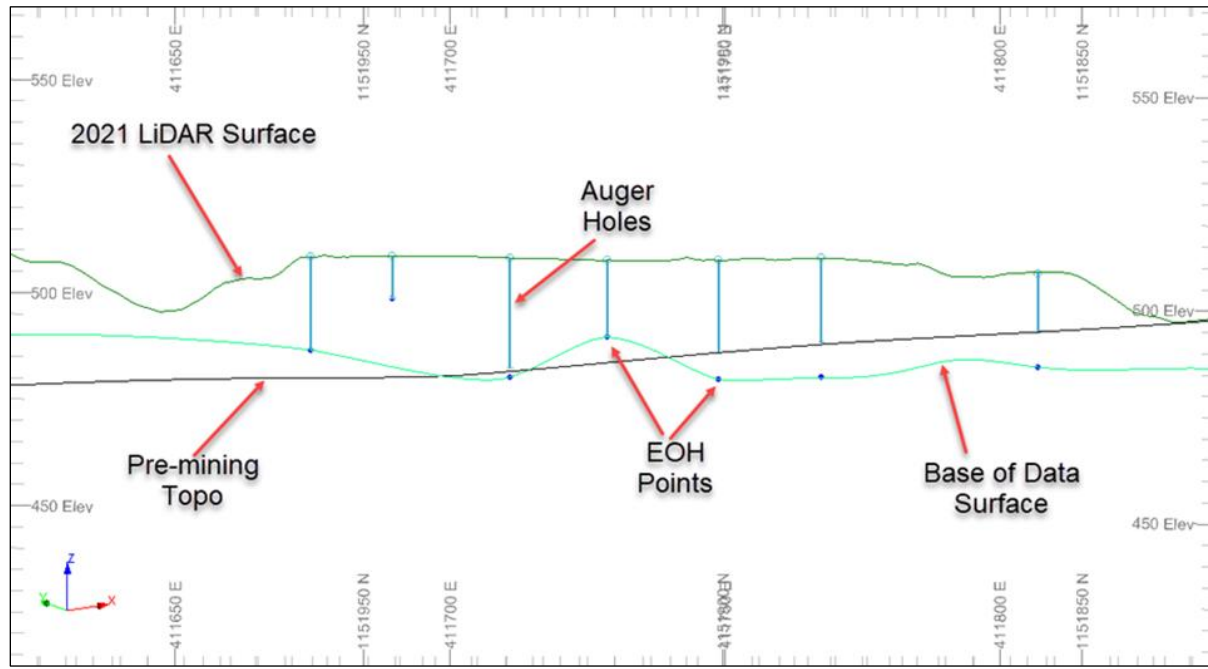 411650 E
1151950 N
411700 E
411800 E
1151850 N
550 Elev
550 Elev
2021 LiDAR Surface
Auger
Holes
500 Elev
500 Elev
Pre-mining
Topo
EOH
Points
Base of Data
Surface
450 Elev
450 Elev
Z
Y
X
411650 E
1151950 N
411700 E
411800 E
1151850 N